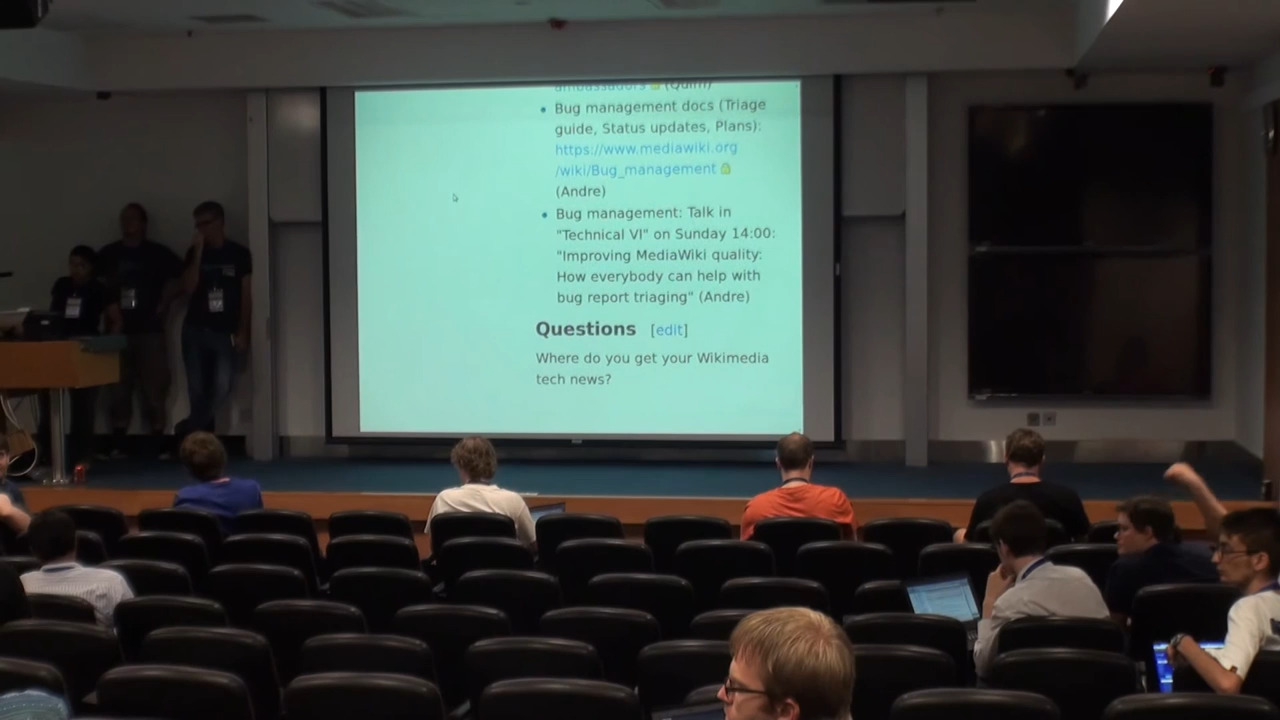 ambassadors (Quim)
Bug management docs (Triage
guide, Status updates, Plans):
https://www.mediawiki.org
/wiki/Bug_management
(Andre)
Bug management: Talk in
"Technical VI" on Sunday 14:00:
"Improving MediaWiki quality:
How everybody can help with
bug report triaging" (Andre)
Questions [edit]
Where do you get your Wikimedia
tech news?